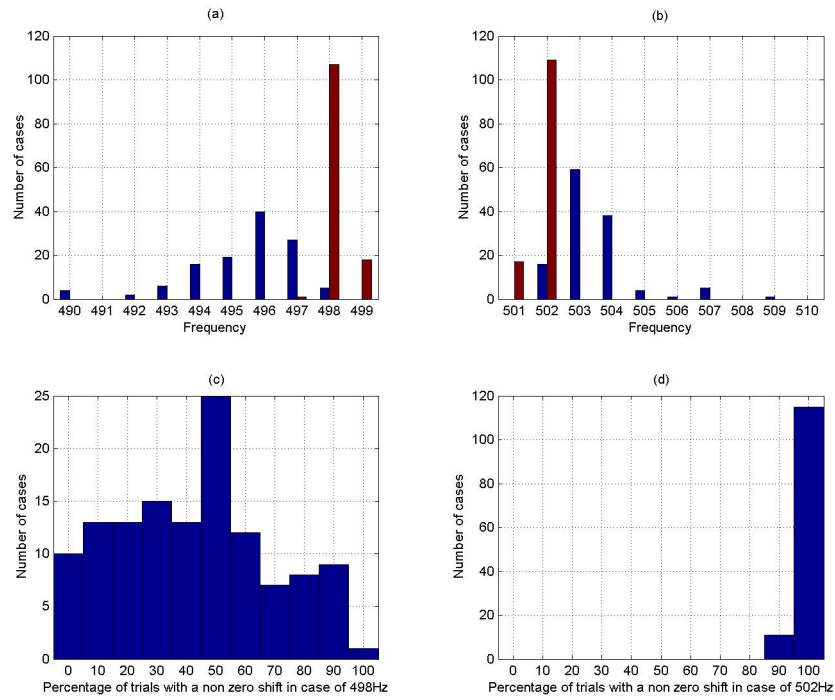 (a)
120
100
80
60
40
20
0
Number of cases
490 491 492 493 494 495 496 497 498 499
Frequency
(b)
120
100
80
60
40
20
0
Number of cases
501 502 503 504 505 506 507 508 509 510
Frequency
(c)
25
20
15
10
5
0
Number of cases
0 10 20 30 40 50 60 70 80 90 100
Percentage of trials with a non zero shift in case of 498Hz
(d)
120
100
80
60
40
20
0
Number of cases
0 10 20 30 40 50 60 70 80 90 100
Percentage of trials with a non zero shift in case of 502Hz